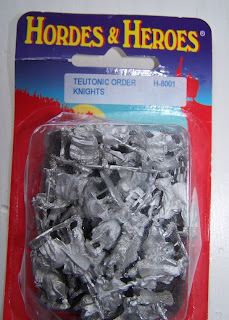 HORDES & HEROES®
TEUTONIC ORDER H-8001
KNIGHTS